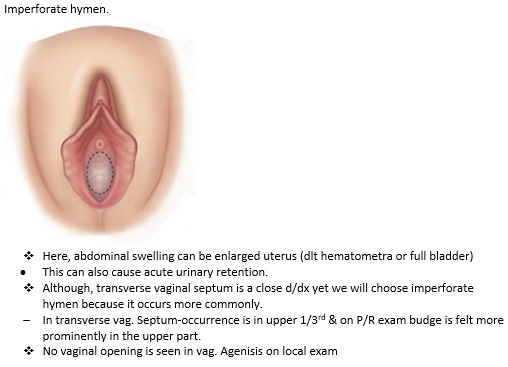 Imperforate hymen.
❖ Here, abdominal swelling can be enlarged uterus (dlt hematometra or full bladder)
• This can also cause acute urinary retention.
❖ Although, transverse vaginal septum is a close d/dx yet we will choose imperforate
hymen because it occurs more commonly.
– In transverse vag. Septum-occurrence is in upper 1/3rd & on P/R exam budge is felt more
prominently in the upper part.
❖ No vaginal opening is seen in vag. Agenisis on local exam